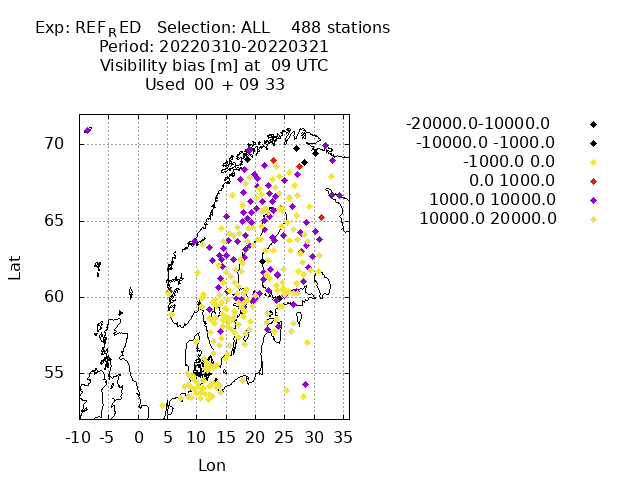 Exp: REF_RED Selection: ALL 488 stations
Period: 20220310-20220321
Visibility bias [m] at 09 UTC
Used 00 + 09 33
-20000.0-10000.0
-10000.0 -1000.0
-1000.0 0.0
0.0 1000.0
1000.0 10000.0
10000.0 20000.0
70
65
60
55
Lat
-10 -5 0 5 10 15 20 25 30 35
Lon